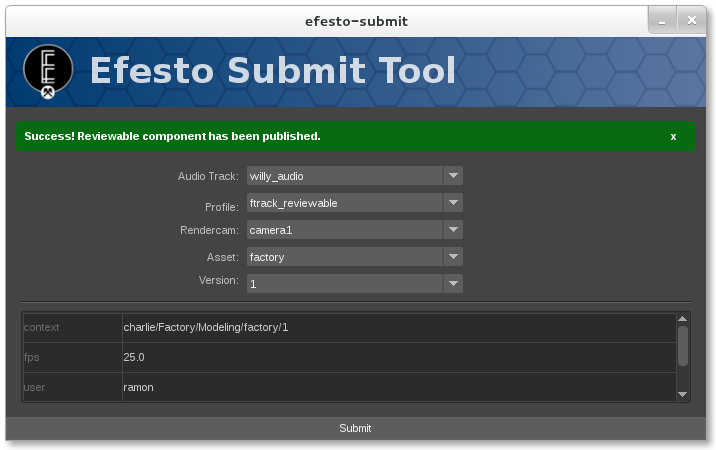 efesto-submit
Efesto Submit Tool
Success! Reviewable component has been published. x
Audio Track: willy_audio
Profile: ftrack_reviewable
Rendercam: camera1
Asset: factory
Version: 1
context charlie/Factory/Modeling/factory/1
fps 25.0
user ramon
Submit